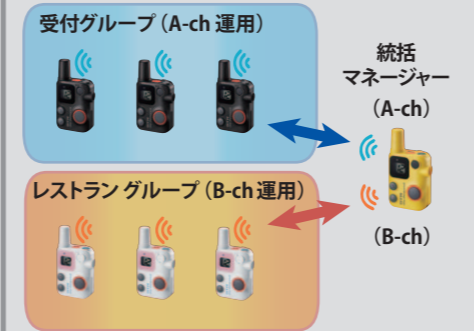 受付グループ（A-ch 運用）
統括
マネージャー
（A-ch）
レストラン グループ（B-ch 運用）
（B-ch）